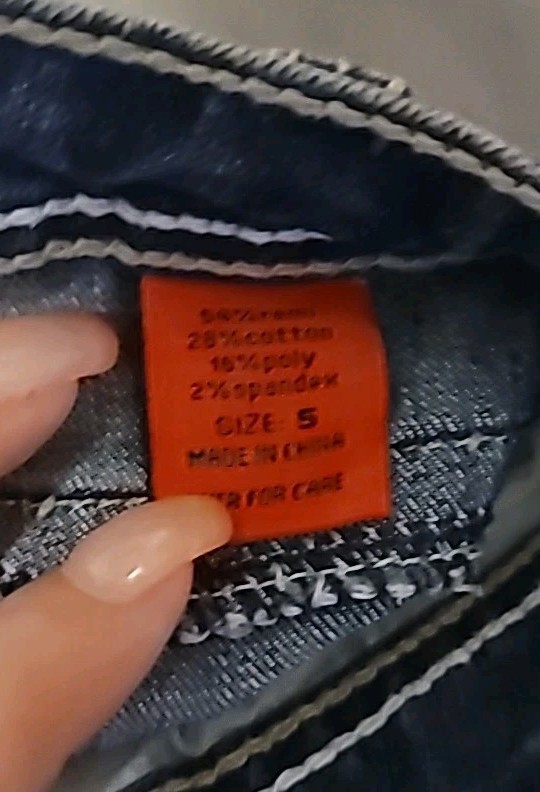 54%rami
28%cotton
16%poly
2%spandex
SIZE: 5
MADE IN CHINA
FOR CARE